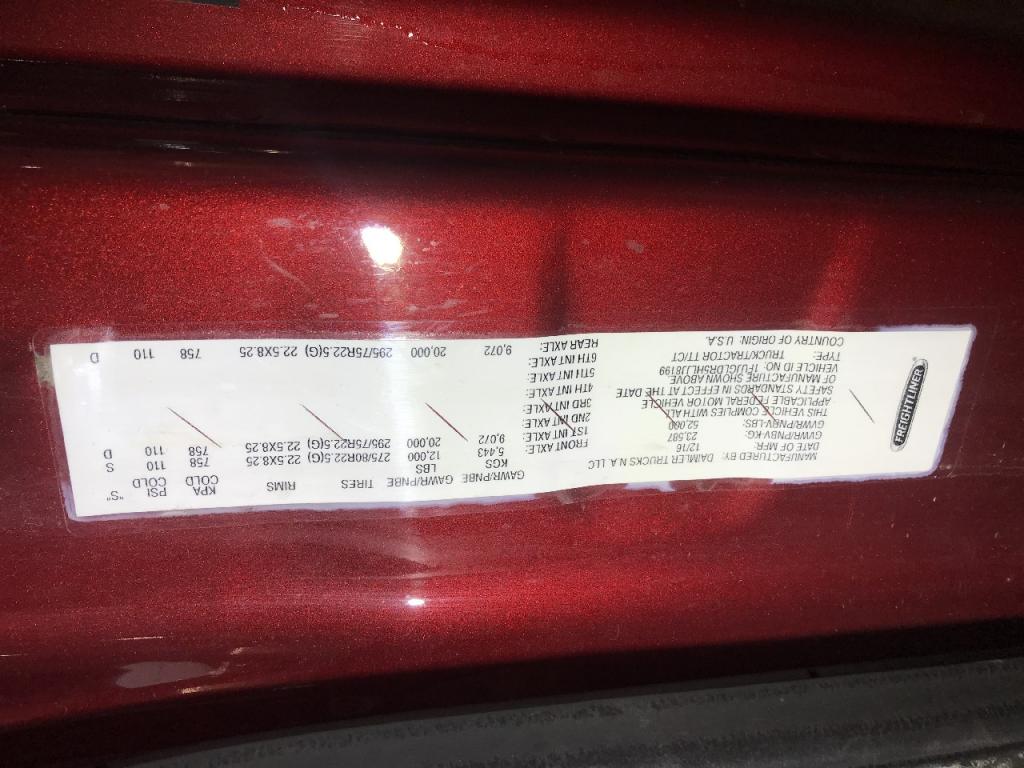 FREIGHTLINER
MANUFACTURED BY: DAIMLER TRUCKS N.A. LLC
DATE OF MFR: 12/16
GVWR/PNBV-KG: 23,587
GVWR/PNBV-LBS: 52,000
THIS VEHICLE COMPLIES WITH ALL
APPLICABLE FEDERAL MOTOR VEHICLE
SAFETY STANDARDS IN EFFECT AT THE DATE
OF MANUFACTURE SHOWN ABOVE
VEHICLE ID NO:
TYPE: TRUCK/TRACTOR TT/CT
COUNTRY OF ORIGIN: U.S.A.
GAWR/PNBE GAWR/PNBE TIRES RIMS KPA PSI "S"
KGS LBS COLD COLD
FRONT AXLE: 5,443 12,000 275/80R22.5(G) 22.5X8.25 758 110 S
1ST INT AXLE: 9,072 20,000 295/75R22.5(G) 22.5X8.25 758 110 D
2ND INT AXLE:
3RD INT AXLE:
4TH INT AXLE:
5TH INT AXLE:
6TH INT AXLE:
REAR AXLE: 9,072 20,000 295/75R22.5(G) 22.5X8.25 758 110 D